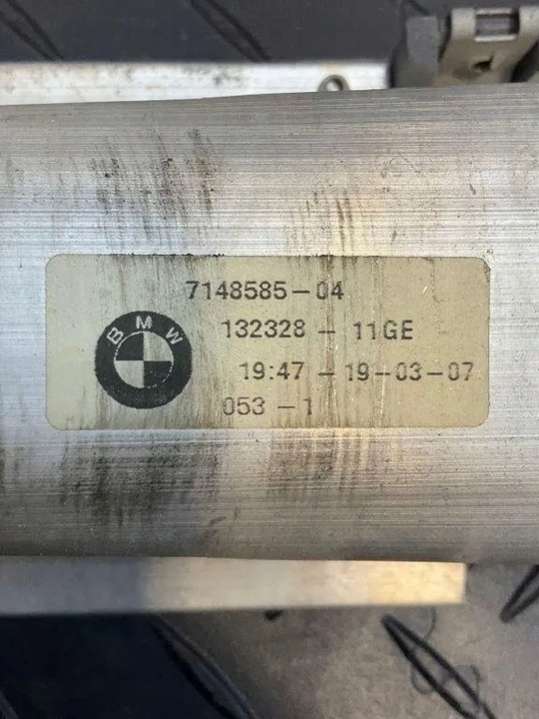 7148585-04
BMW
132328 - 11GE
19:47 - 19-03-07
053 - 1